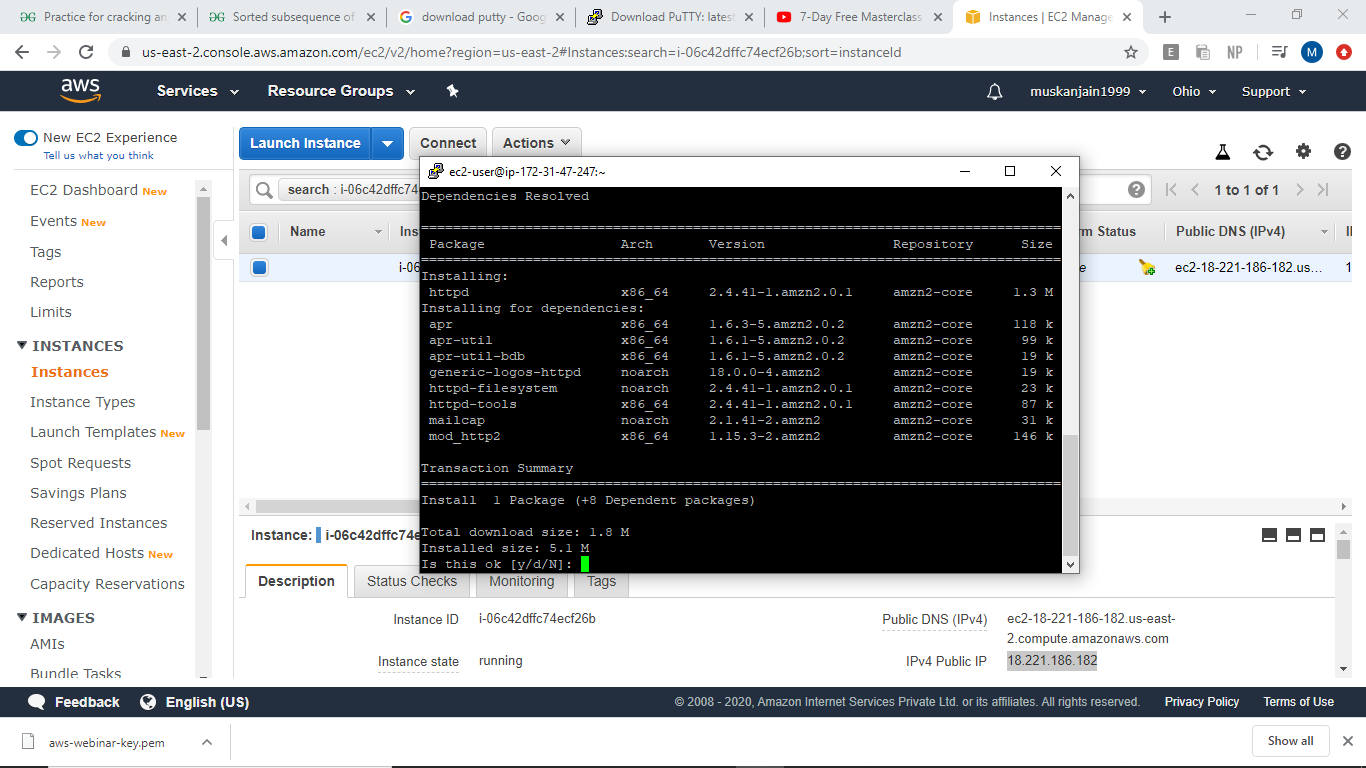 Practice for cracking an
Sorted subsequence of
download putty - Goog
Download PuTTY: latest
7-Day Free Masterclass
Instances | EC2 Manage
us-east-2.console.aws.amazon.com/ec2/v2/home?region=us-east-2#Instances:search=i-06c42dffc74ecf26b;sort=instanceId
E
NP
M
aws
Services
Resource Groups
muskanjain1999
Ohio
Support
New EC2 Experience
Tell us what you think
EC2 Dashboard New
Events New
Tags
Reports
Limits
INSTANCES
Instances
Instance Types
Launch Templates New
Spot Requests
Savings Plans
Reserved Instances
Dedicated Hosts New
Capacity Reservations
IMAGES
AMIs
Bundle Tasks
Launch Instance
Connect
Actions
search : i-06c42dffc74
1 to 1 of 1
Name
Ins
m Status
Public DNS (IPv4)
i-06
e
ec2-18-221-186-182.us...
1
ec2-user@ip-172-31-47-247:~
Dependencies Resolved
Package Arch Version Repository Size
Installing:
httpd x86_64 2.4.41-1.amzn2.0.1 amzn2-core 1.3 M
Installing for dependencies:
apr x86_64 1.6.3-5.amzn2.0.2 amzn2-core 118 k
apr-util x86_64 1.6.1-5.amzn2.0.2 amzn2-core 99 k
apr-util-bdb x86_64 1.6.1-5.amzn2.0.2 amzn2-core 19 k
generic-logos-httpd noarch 18.0.0-4.amzn2 amzn2-core 19 k
httpd-filesystem noarch 2.4.41-1.amzn2.0.1 amzn2-core 23 k
httpd-tools x86_64 2.4.41-1.amzn2.0.1 amzn2-core 87 k
mailcap noarch 2.1.41-2.amzn2 amzn2-core 31 k
mod_http2 x86_64 1.15.3-2.amzn2 amzn2-core 146 k
Transaction Summary
Install 1 Package (+8 Dependent packages)
Total download size: 1.8 M
Installed size: 5.1 M
Is this ok [y/d/N]:
Instance: i-06c42dffc74e
Description
Status Checks
Monitoring
Tags
Instance ID i-06c42dffc74ecf26b
Public DNS (IPv4) ec2-18-221-186-182.us-east-
2.compute.amazonaws.com
Instance state running
IPv4 Public IP 18.221.186.182
Feedback
English (US)
© 2008 - 2020, Amazon Internet Services Private Ltd. or its affiliates. All rights reserved.
Privacy Policy
Terms of Use
aws-webinar-key.pem
Show all